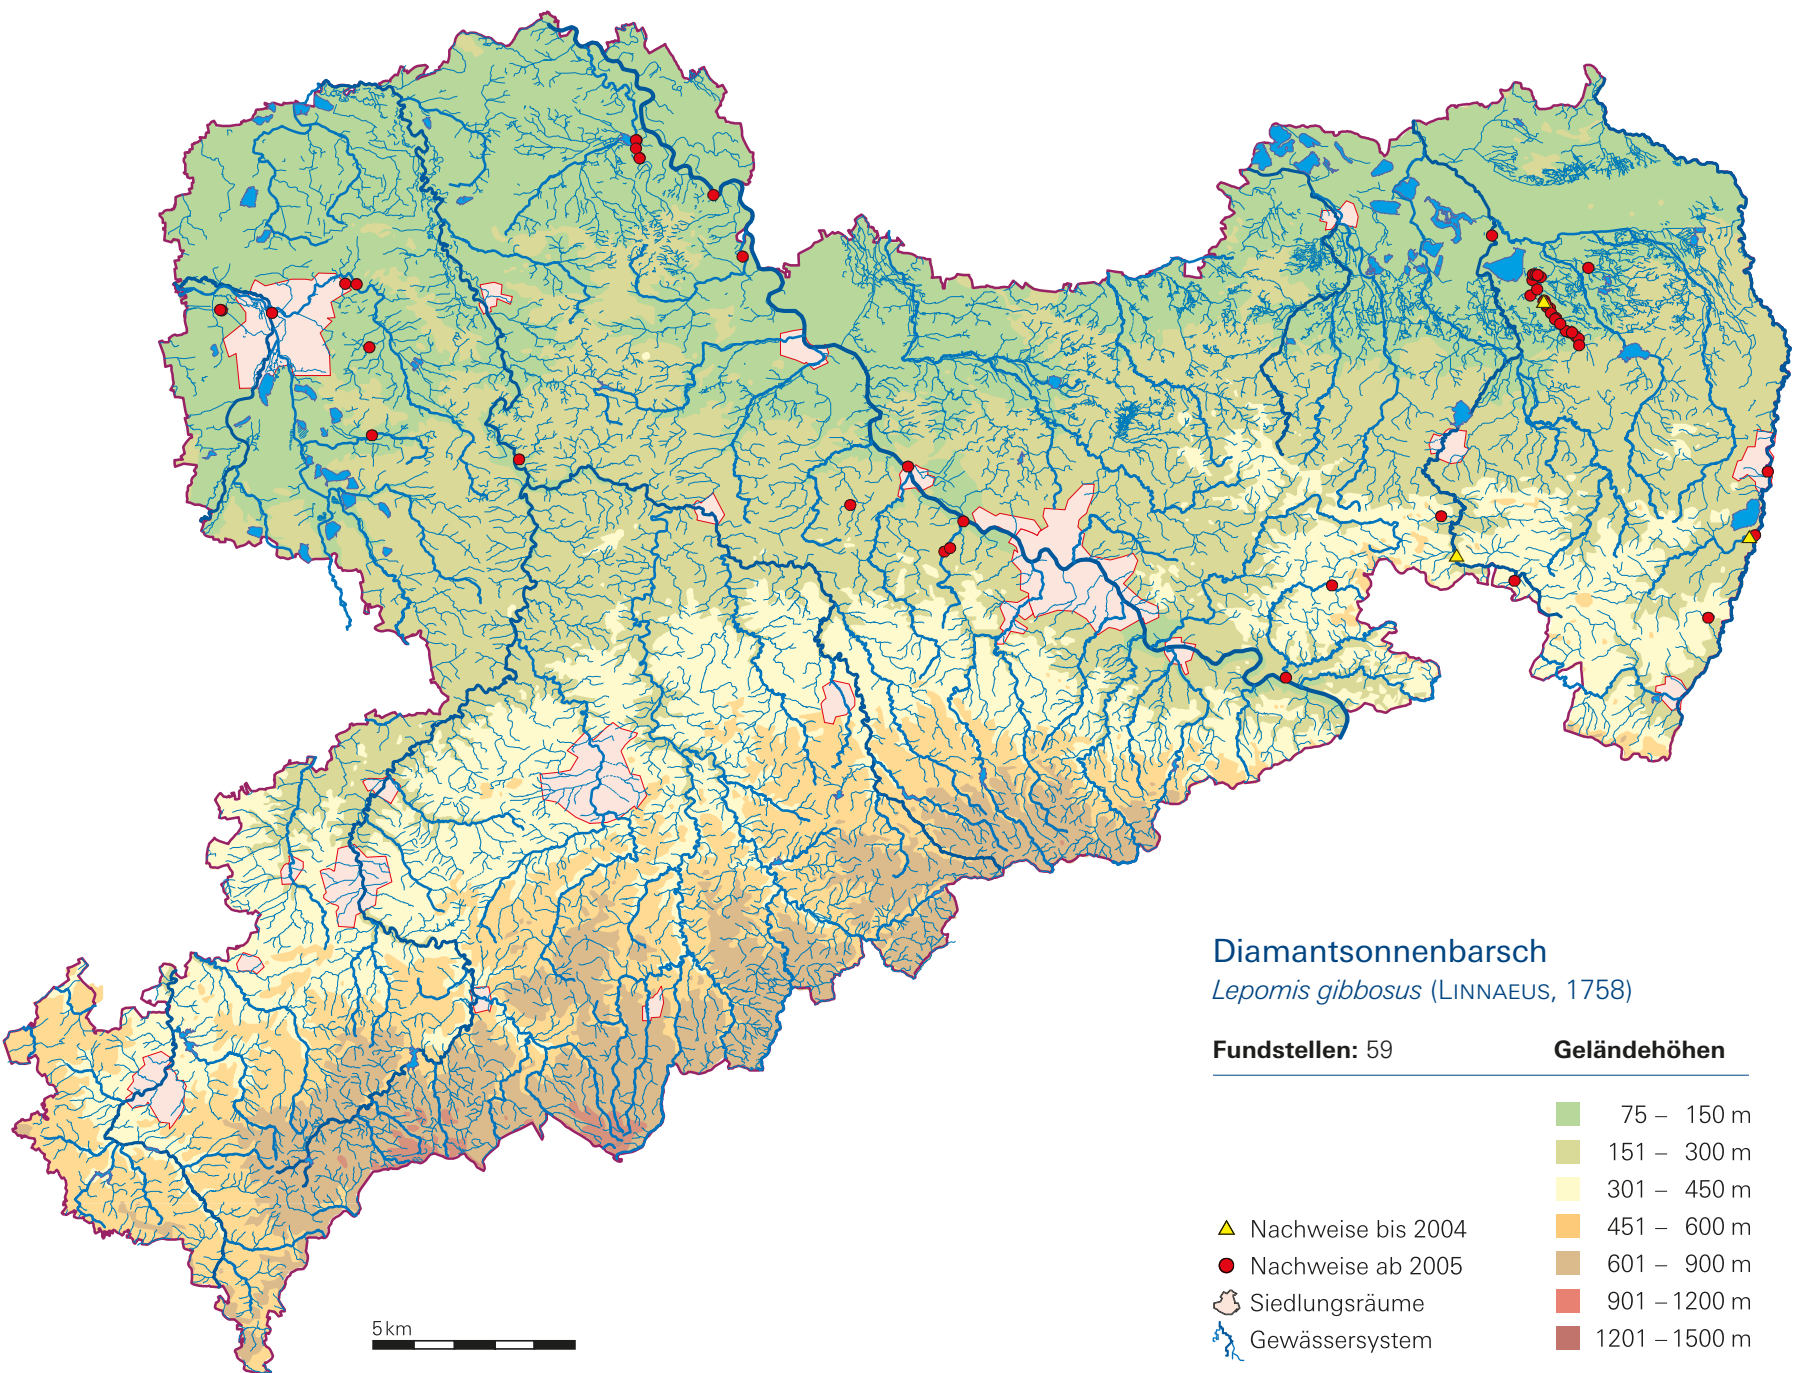 Diamantsonnenbarsch
Lepomis gibbosus (LINNAEUS, 1758)
Fundstellen: 59
Geländehöhen
75 – 150 m
151 – 300 m
301 – 450 m
451 – 600 m
601 – 900 m
901 – 1200 m
1201 – 1500 m
Nachweise bis 2004
Nachweise ab 2005
Siedlungsräume
Gewässersystem
5 km